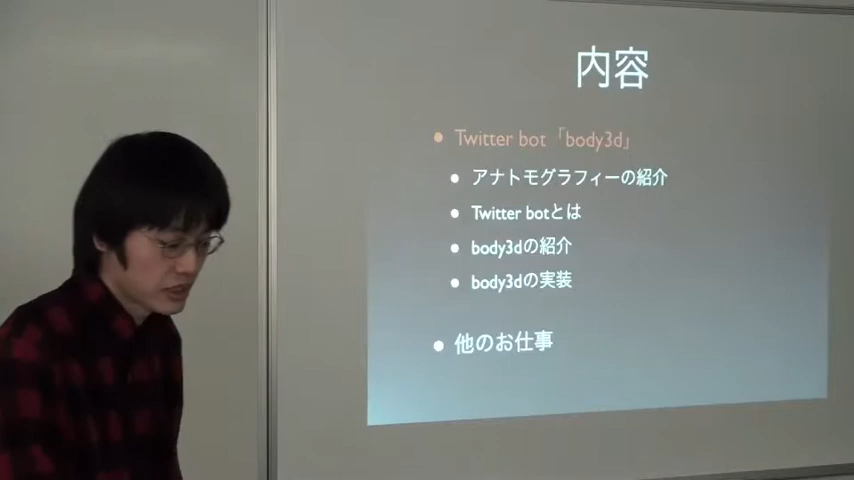 内容
Twitter bot「body3d」
アナトモグラフィーの紹介
Twitter botとは
body3dの紹介
body3dの実装
他のお仕事